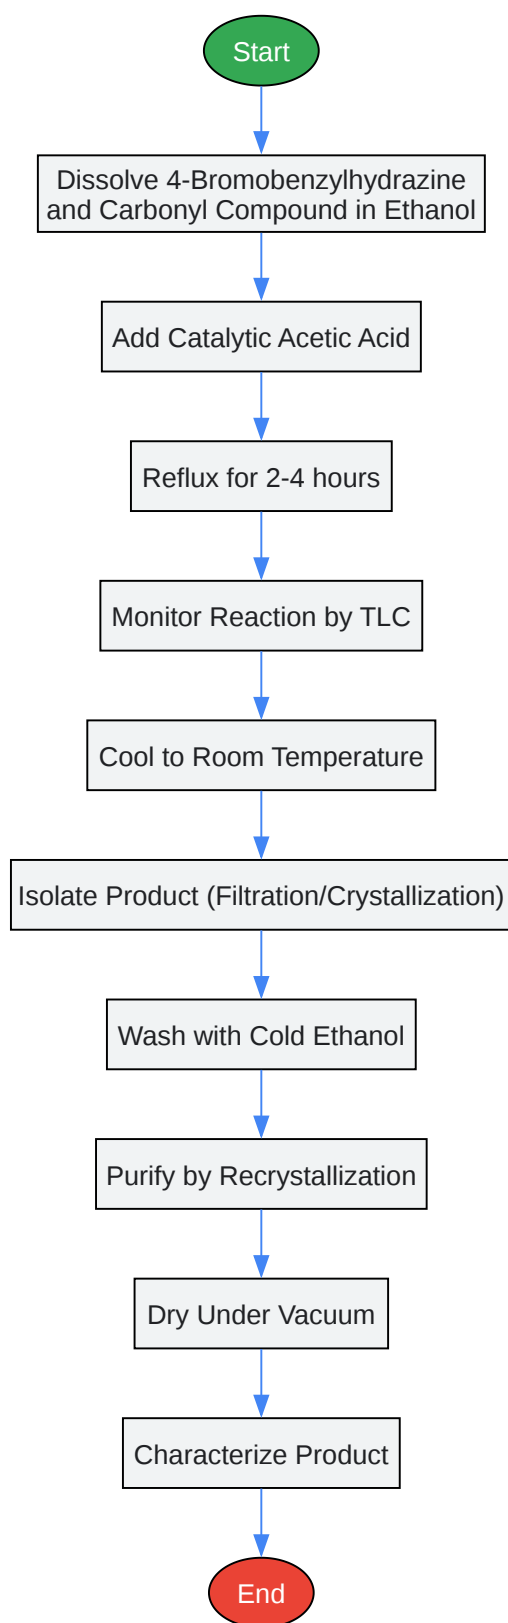 Start
Dissolve 4-Bromobenzylhydrazine
and Carbonyl Compound in Ethanol
Add Catalytic Acetic Acid
Reflux for 2-4 hours
Monitor Reaction by TLC
Cool to Room Temperature
Isolate Product (Filtration/Crystallization)
Wash with Cold Ethanol
Purify by Recrystallization
Dry Under Vacuum
Characterize Product
End